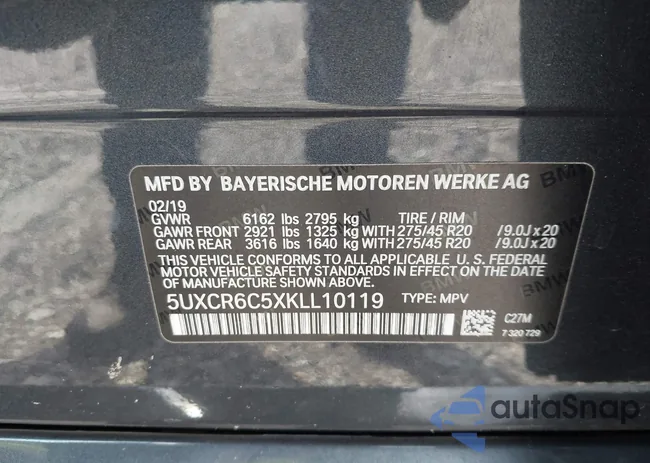 MFD BY BAYERISCHE MOTOREN WERKE AG
02/19
GVWR 6162 lbs 2795 kg TIRE / RIM
GAWR FRONT 2921 lbs 1325 kg WITH 275/45 R20 /9.0J x 20
GAWR REAR 3616 lbs 1640 kg WITH 275/45 R20 /9.0J x 20
THIS VEHICLE CONFORMS TO ALL APPLICABLE U.S. FEDERAL
MOTOR VEHICLE SAFETY STANDARDS IN EFFECT ON THE DATE
OF MANUFACTURE SHOWN ABOVE.
5UXCR6C5XKLL10119 TYPE: MPV
C27M
7 320 729
autoSnap